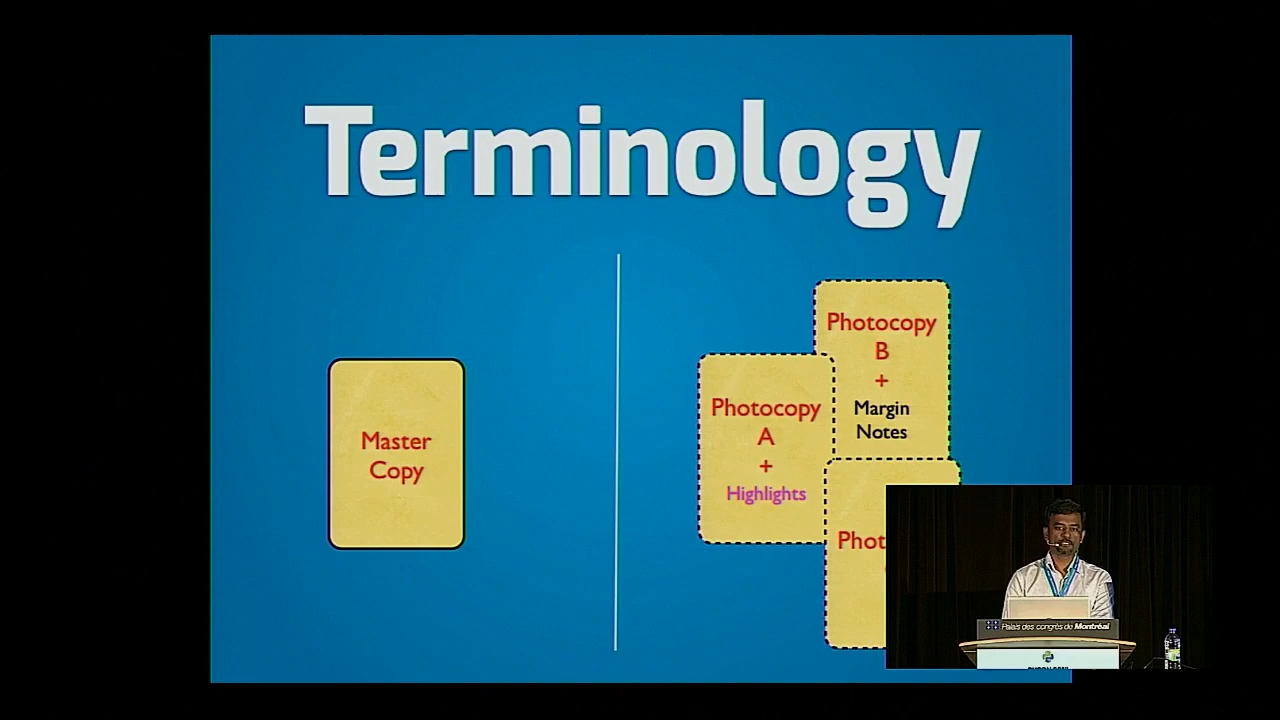 Terminology
Master
Copy
Photocopy
A
+
Highlights
Photocopy
B
+
Margin
Notes
Phot
Palais des congrès de Montréal